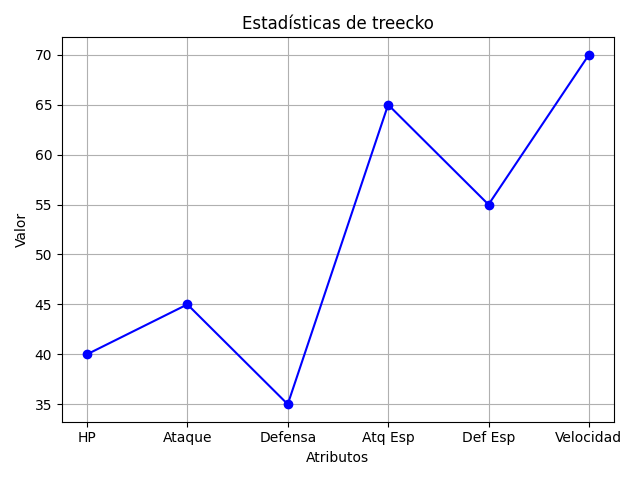 Estadísticas de treecko
Valor
70
65
60
55
50
45
40
35
HP Ataque Defensa Atq Esp Def Esp Velocidad
Atributos